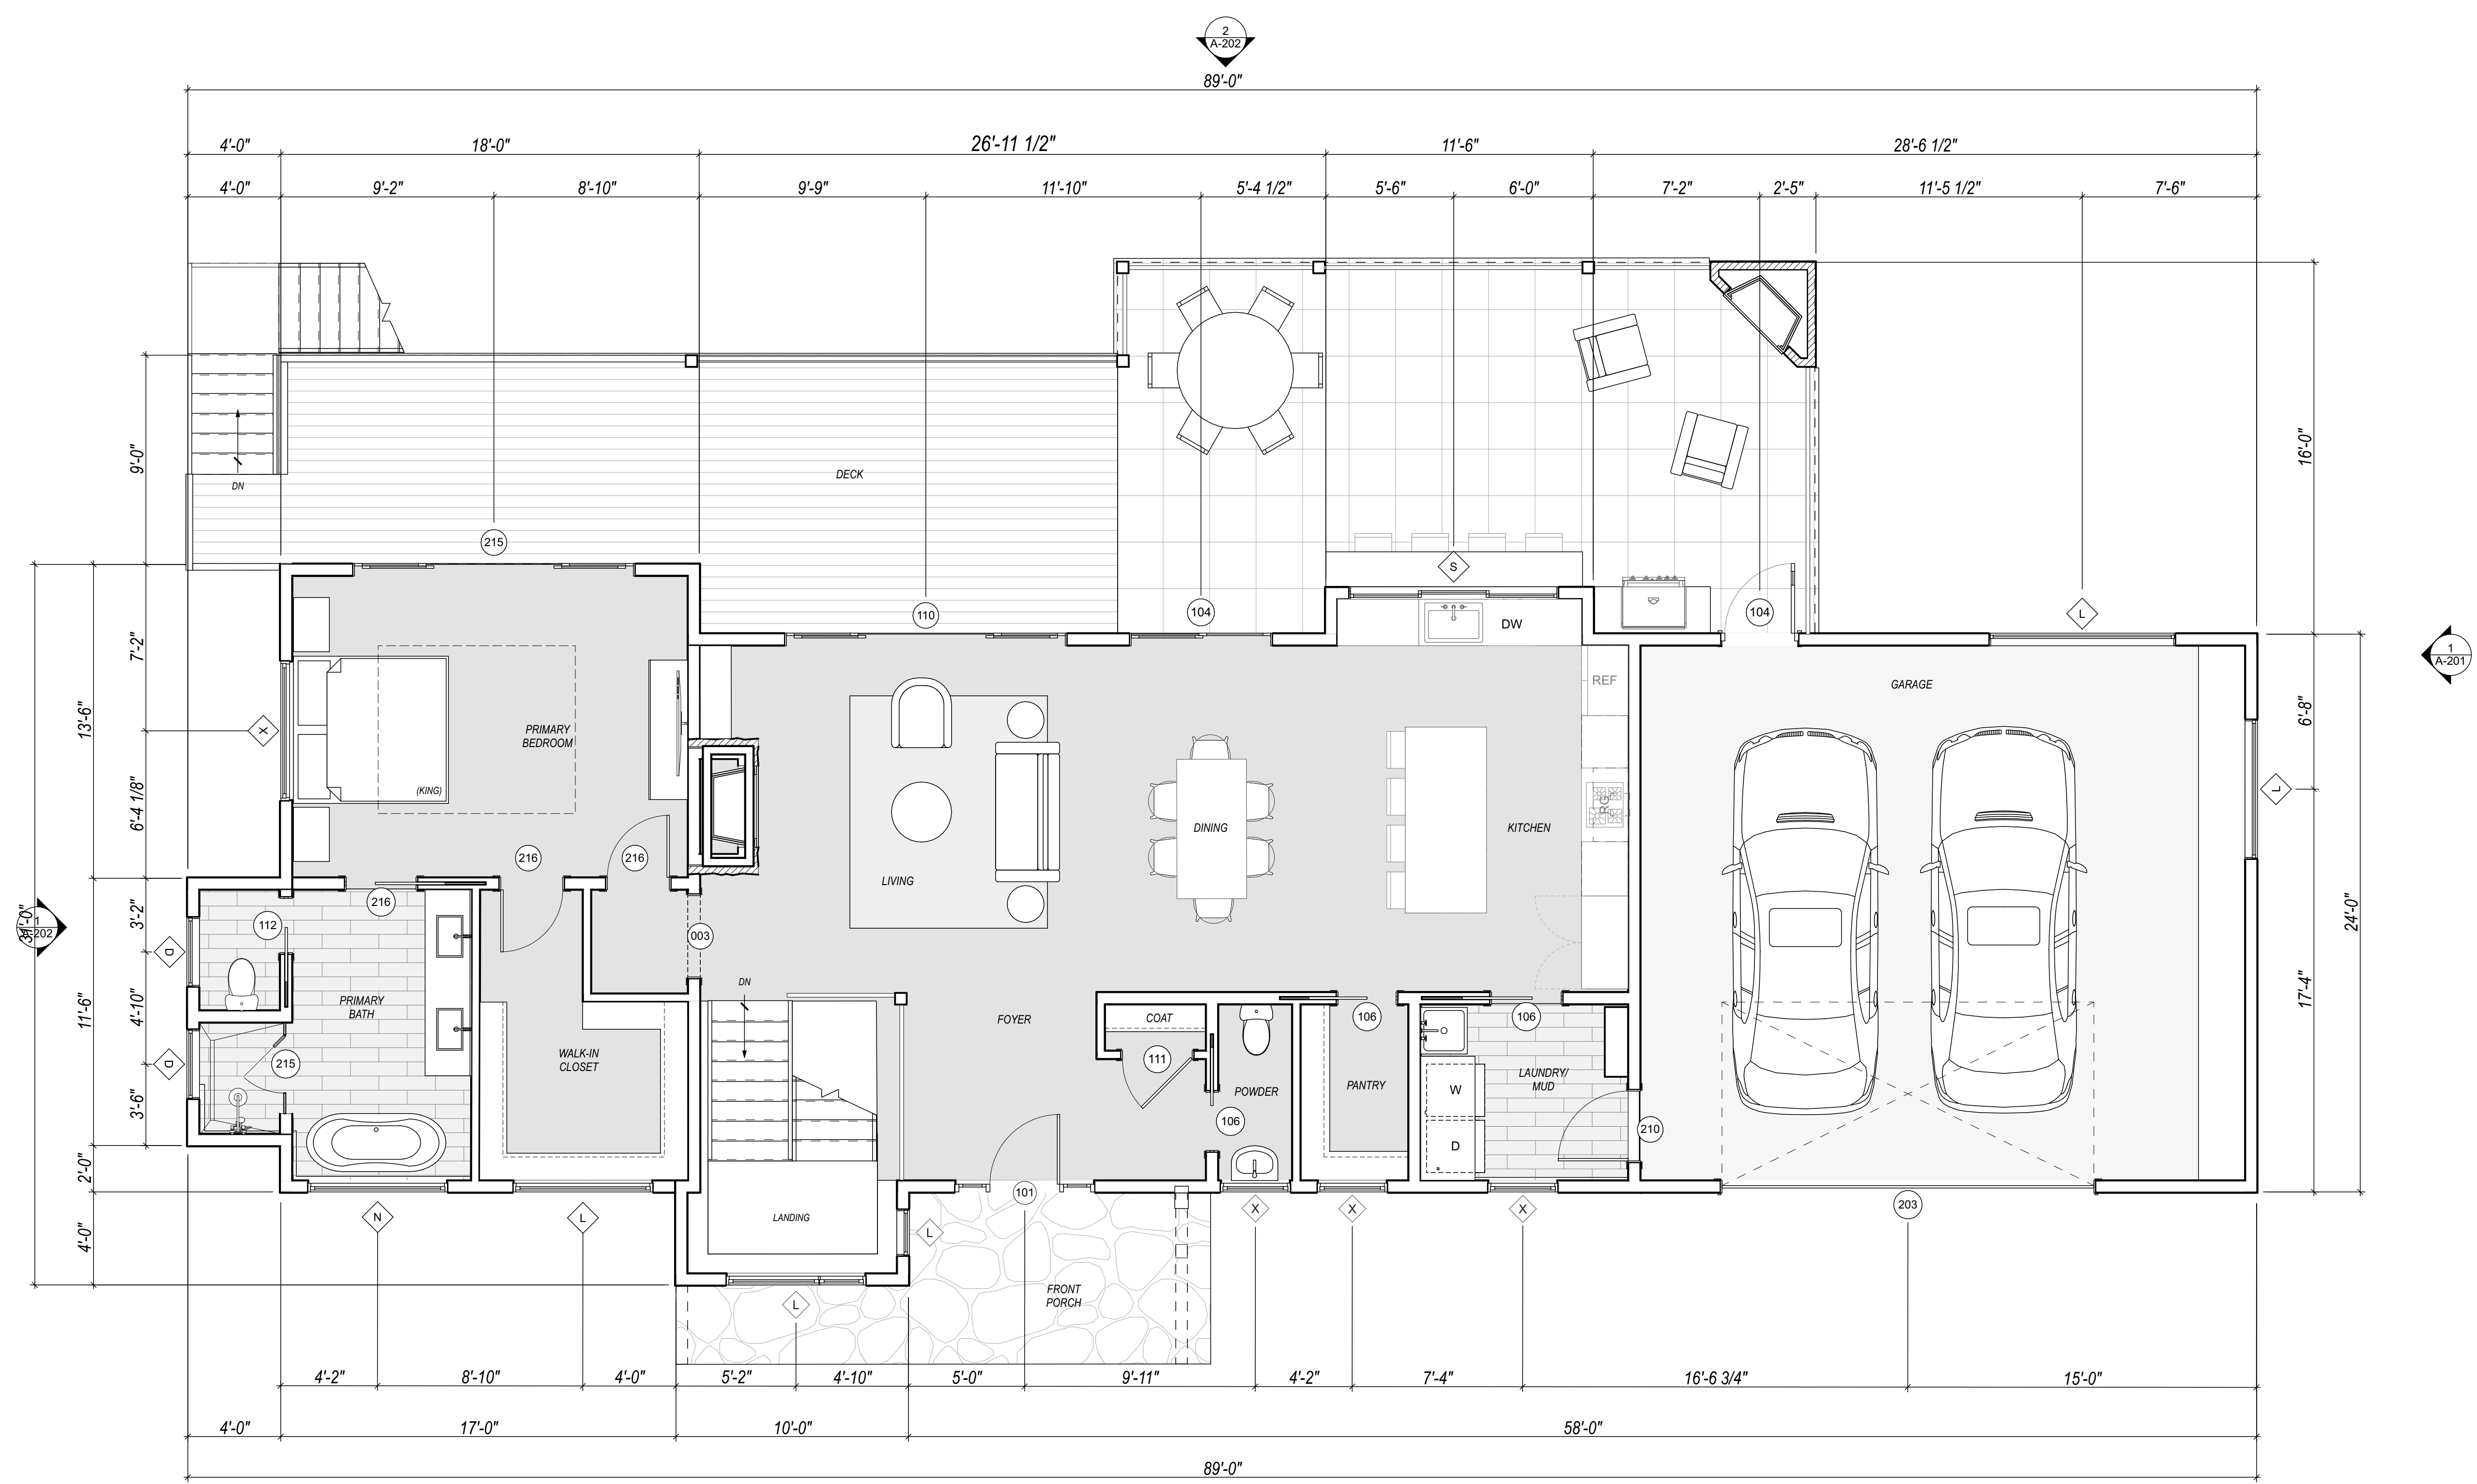 2
A-202
89'-0"
4'-0" 18'-0" 26'-11 1/2" 11'-6" 28'-6 1/2"
4'-0" 9'-2" 8'-10" 9'-9" 11'-10" 5'-4 1/2" 5'-6" 6'-0" 7'-2" 2'-5" 11'-5 1/2" 7'-6"
9'-0"
16'-0"
DECK
DN
215
S
110
104
104
L
DW
1
A-201
7'-2"
13'-6"
X
REF
GARAGE
6'-8"
PRIMARY
BEDROOM
(KING)
6'-4 1/8"
L
RG
DINING
KITCHEN
216
216
LIVING
216
112
003
3'-2"
31'-0"
1
A-202
24'-0"
D
DN
4'-10"
11'-6"
17'-4"
PRIMARY
BATH
FOYER
COAT
106
106
WALK-IN
CLOSET
111
215
D
LAUNDRY/
MUD
POWDER
PANTRY
W
3'-6"
106
210
D
2'-0"
101
203
N
L
LANDING
L
X
X
X
4'-0"
FRONT
PORCH
L
4'-2" 8'-10" 4'-0" 5'-2" 4'-10" 5'-0" 9'-11" 4'-2" 7'-4" 16'-6 3/4" 15'-0"
4'-0" 17'-0" 10'-0" 58'-0"
89'-0"